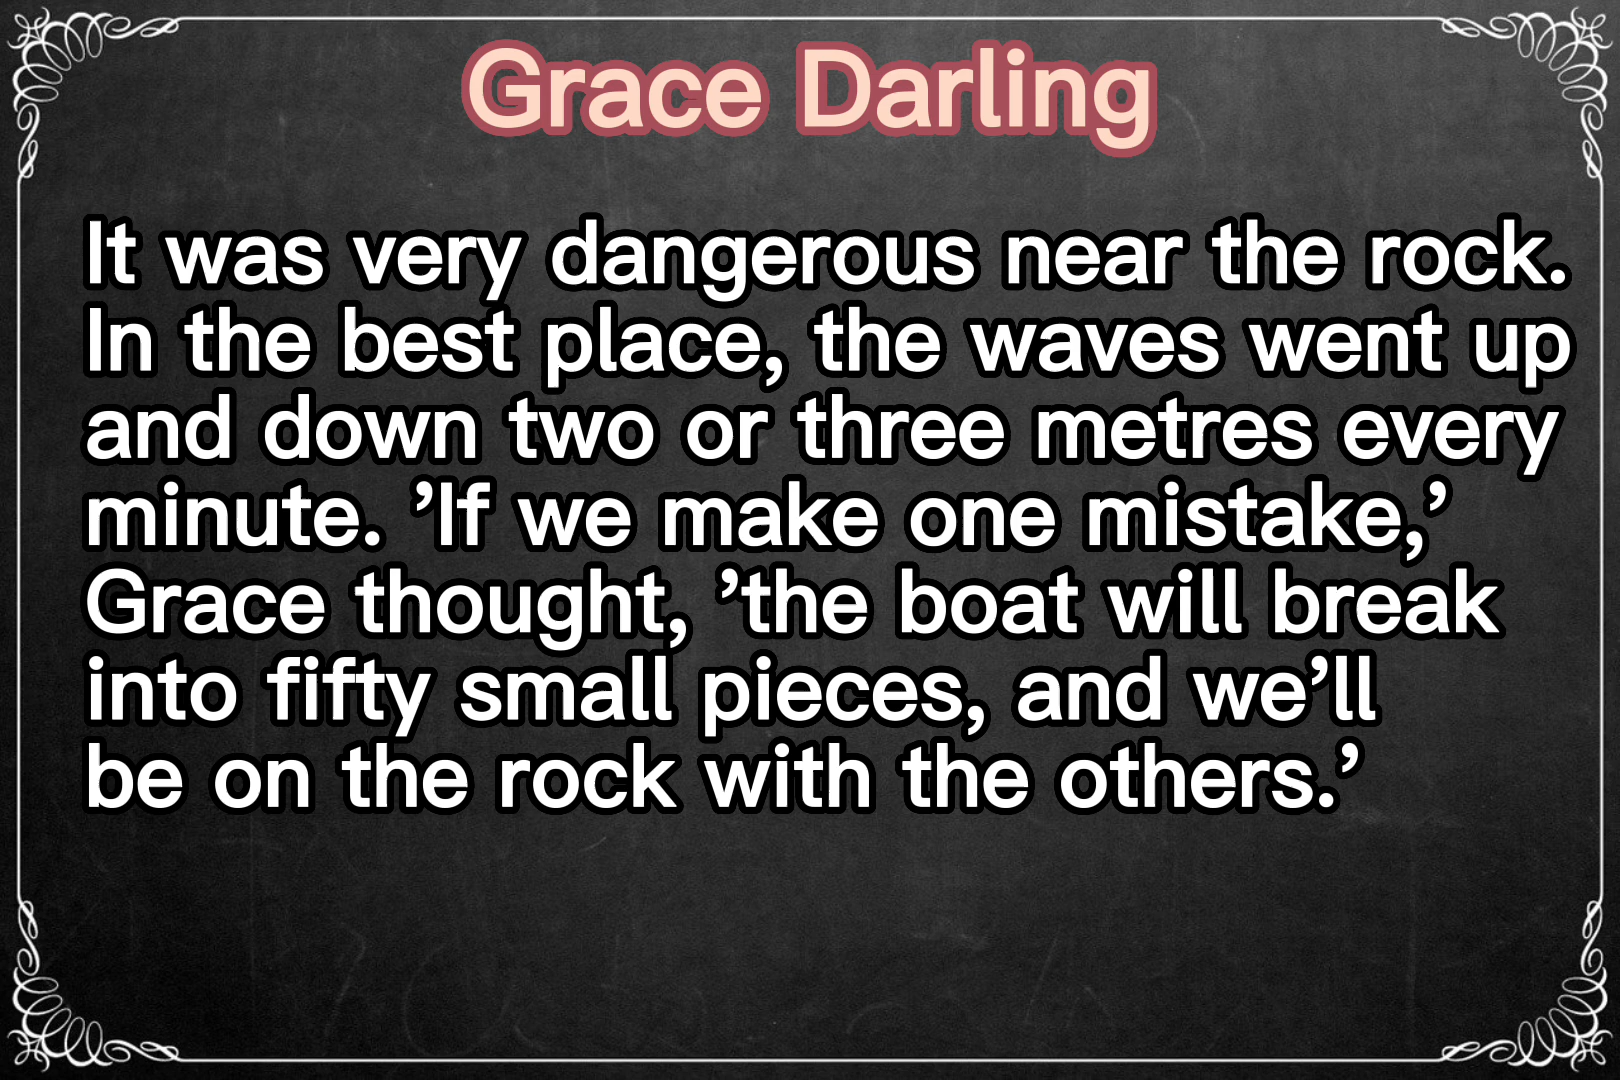 Grace Darling
It was very dangerous near the rock.
In the best place, the waves went up
and down two or three metres every
minute. ’If we make one mistake,’
Grace thought, ’the boat will break
into fifty small pieces, and we’ll
be on the rock with the others.’